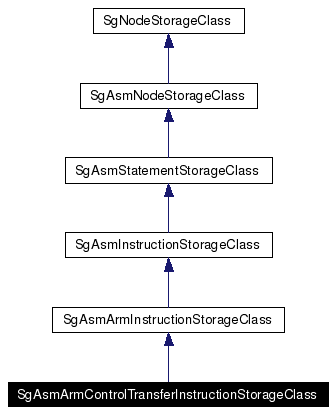 SgNodeStorageClass
SgAsmNodeStorageClass
SgAsmStatementStorageClass
SgAsmInstructionStorageClass
SgAsmArmInstructionStorageClass
SgAsmArmControlTransferInstructionStorageClass